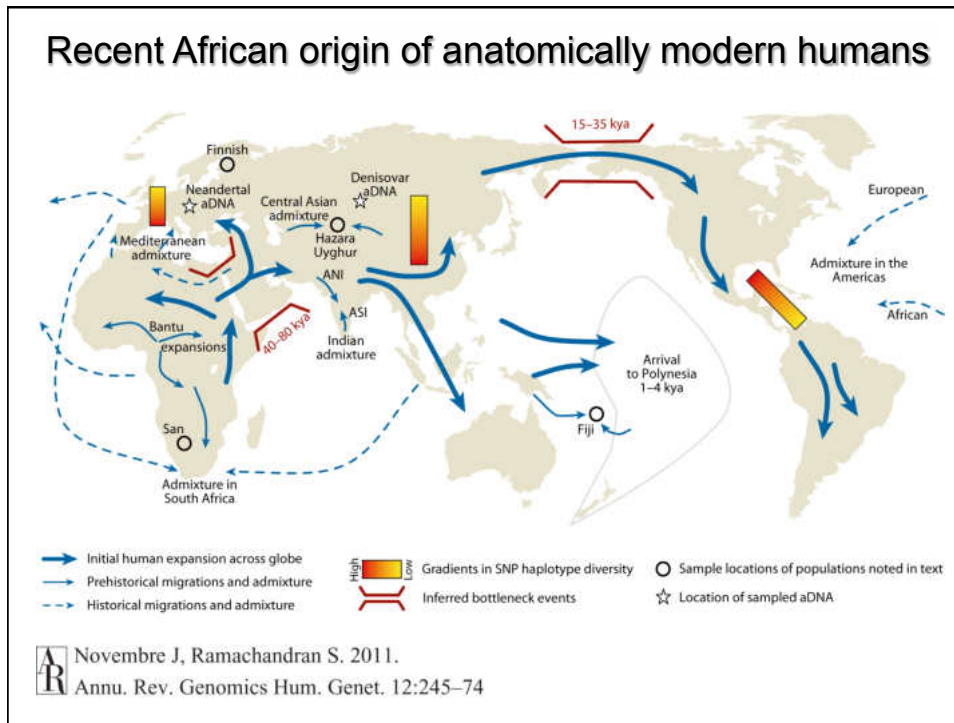 Recent African origin of anatomically modern humans
15–35 kya
Finnish
Neandertal
aDNA
Denisovar
aDNA
Central Asian
admixture
Hazara
Uyghur
European
Mediterranean
admixture
ANI
Admixture in the
Americas
40–80 kya
ASI
African
Bantu
expansions
Indian
admixture
Arrival
to Polynesia
1–4 kya
San
Fiji
Admixture in
South Africa
Initial human expansion across globe
Prehistorical migrations and admixture
Historical migrations and admixture
High
Low
Gradients in SNP haplotype diversity
Inferred bottleneck events
Sample locations of populations noted in text
Location of sampled aDNA
AR
Novembre J, Ramachandran S. 2011.
Annu. Rev. Genomics Hum. Genet. 12:245–74